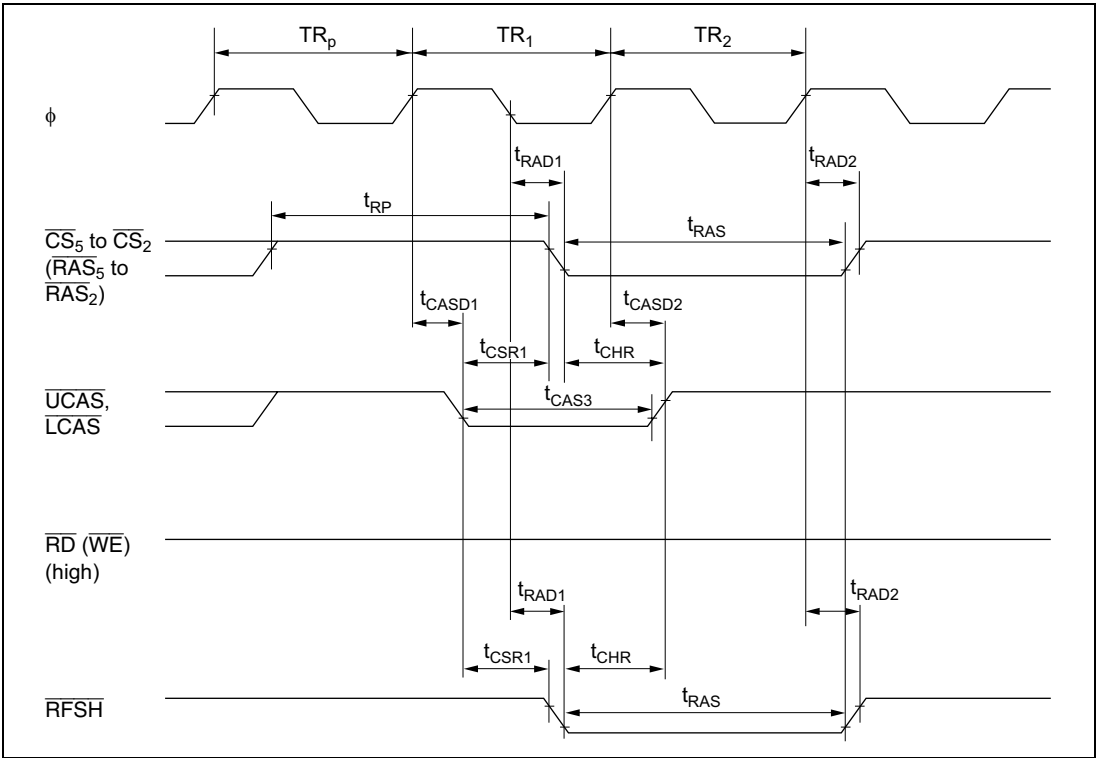 TRp TR1 TR2
ϕ
tRAD1 tRAD2
tRP
tRAS
CS5 to CS2
(RAS5 to
RAS2)
tCASD1 tCASD2
tCSR1 tCHR
UCAS,
LCAS
tCAS3
RD (WE)
(high)
tRAD1 tRAD2
tCSR1 tCHR
tRAS
RFSH